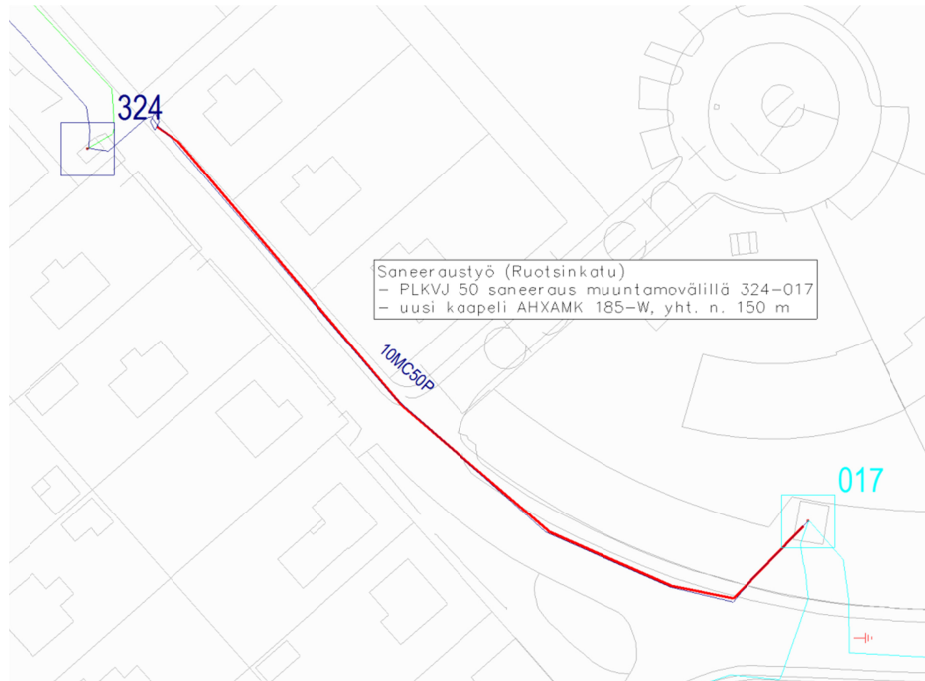 324
Saneeraustyö (Ruotsinkatu)
– PLKVJ 50 saneeraus muuntamovälillä 324–017
– uusi kaapeli AHXAMK 185–W, yht. n. 150 m
10MC50P
017